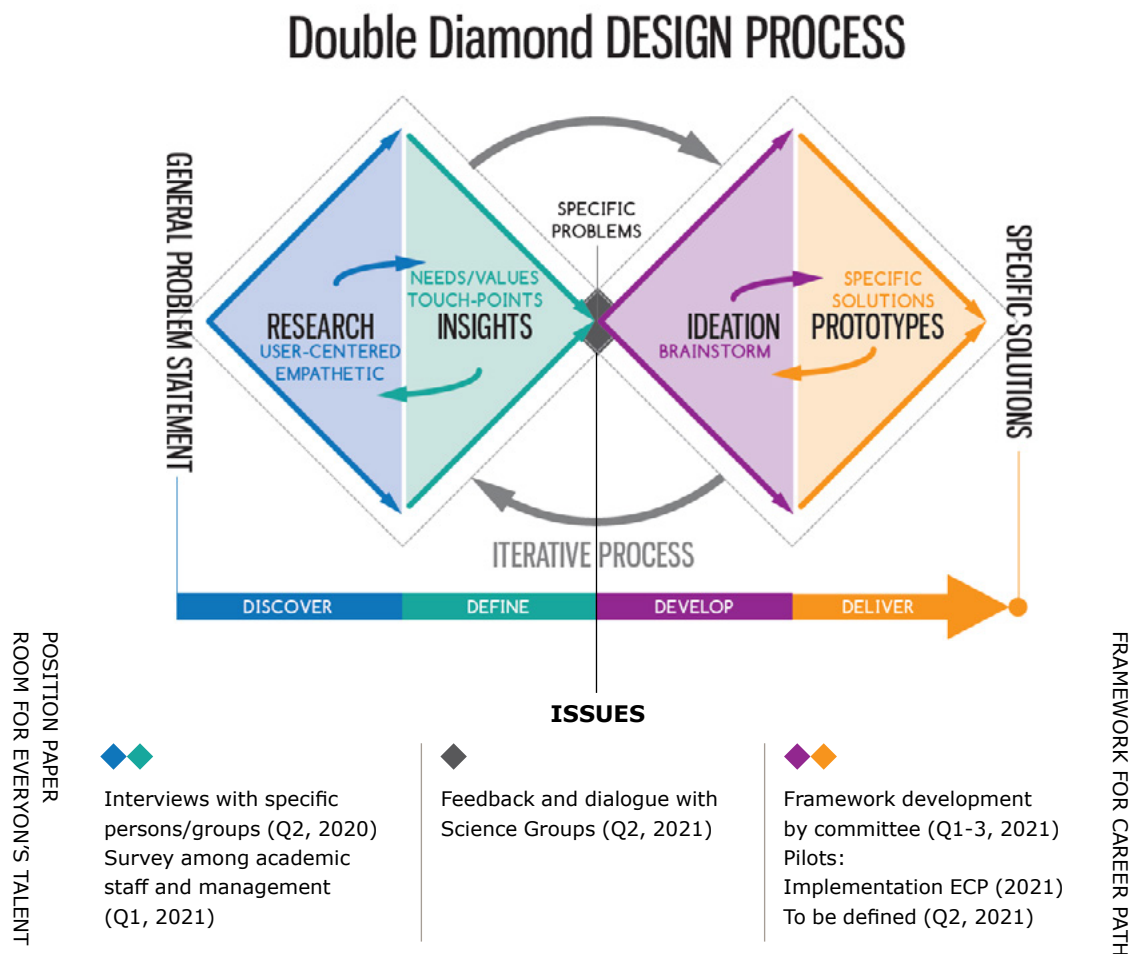 Double Diamond DESIGN PROCESS
GENERAL PROBLEM STATEMENT
RESEARCH
USER-CENTERED
EMPATHETIC
NEEDS/VALUES
TOUCH-POINTS
INSIGHTS
SPECIFIC
PROBLEMS
IDEATION
BRAINSTORM
SPECIFIC
SOLUTIONS
PROTOTYPES
SPECIFIC SOLUTIONS
ITERATIVE PROCESS
DISCOVER
DEFINE
DEVELOP
DELIVER
POSITION PAPER
ROOM FOR EVERYON'S TALENT
FRAMEWORK FOR CAREER PATH
ISSUES
Interviews with specific
persons/groups (Q2, 2020)
Survey among academic
staff and management
(Q1, 2021)
Feedback and dialogue with
Science Groups (Q2, 2021)
Framework development
by committee (Q1-3, 2021)
Pilots:
Implementation ECP (2021)
To be defined (Q2, 2021)